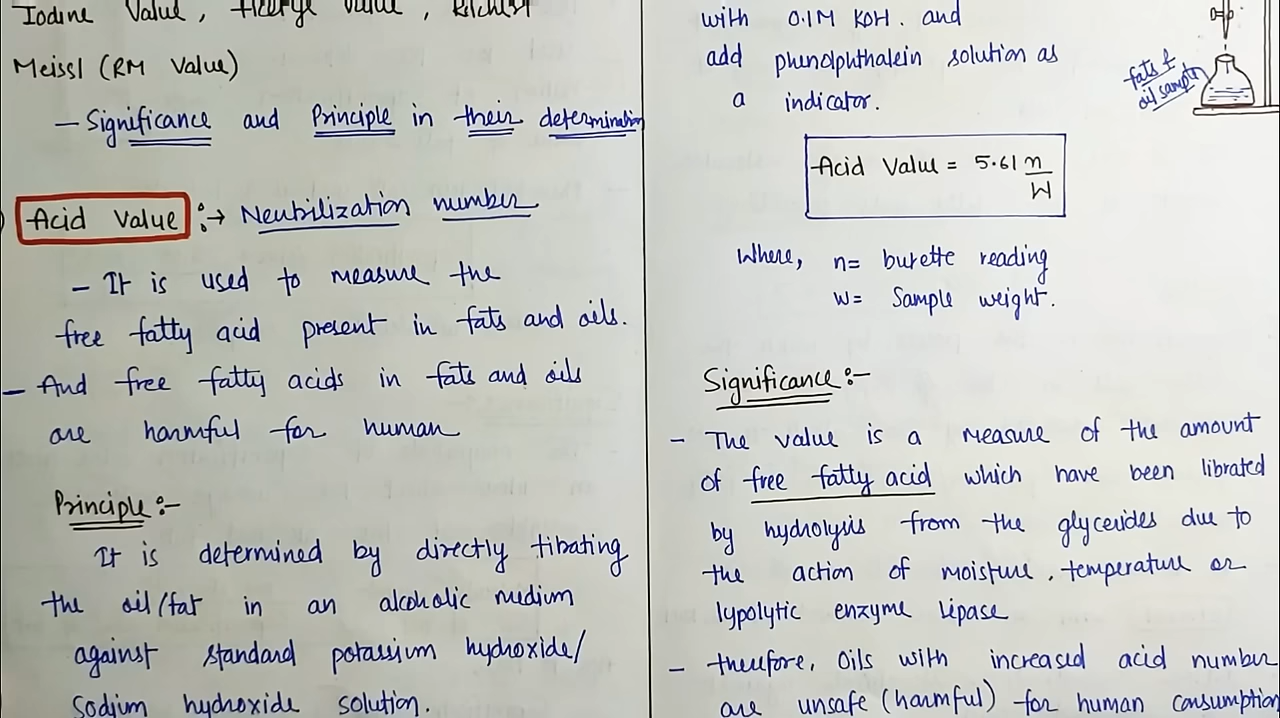 Iodine Value, Acetyl Value, Reichert
Meissl (RM Value)
– Significance and Principle in their determination
Acid Value :→ Neutrilization number
– It is used to measure the
free fatty acid present in fats and oils.
– And free fatty acids in fats and oils
are harmful for human
Principle :–
It is determined by directly titrating
the oil/fat in an alcoholic medium
against standard potassium hydroxide/
Sodium hydroxide solution.
with 0.1M KOH. and
add phenolphthalein solution as
a indicator.
fats &
oil sample
Acid Value = 5.61 n/W
Where, n= burette reading
w= Sample weight.
Significance :–
– The value is a measure of the amount
of free fatty acid which have been librated
by hydrolysis from the glycerides due to
the action of moisture, temperature or
lypolytic enzyme lipase
– therefore, Oils with increased acid number
are unsafe (harmful) for human consumption